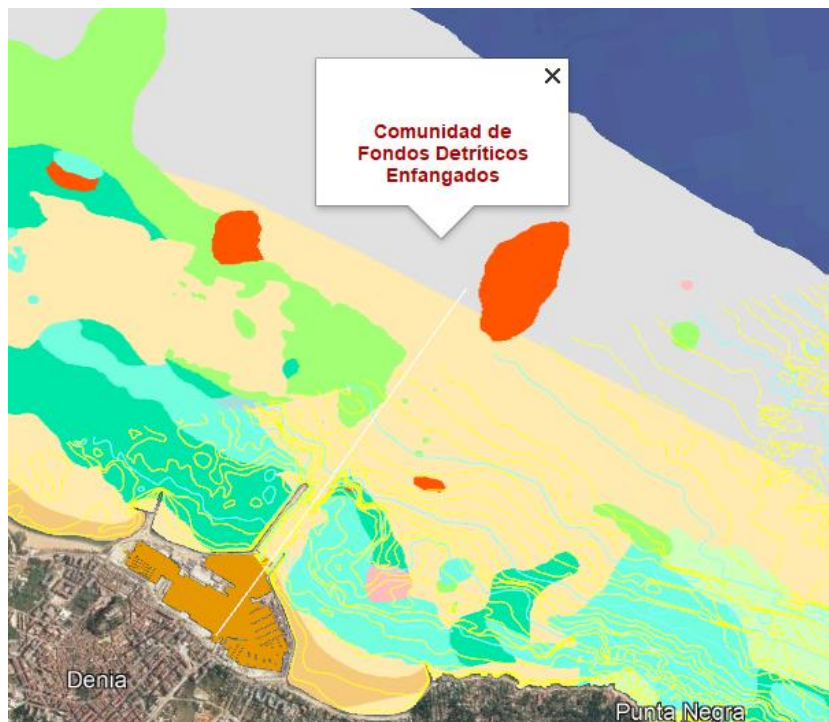 Comunidad de
Fondos Detríticos
Enfangados
Denia
Punta Negra